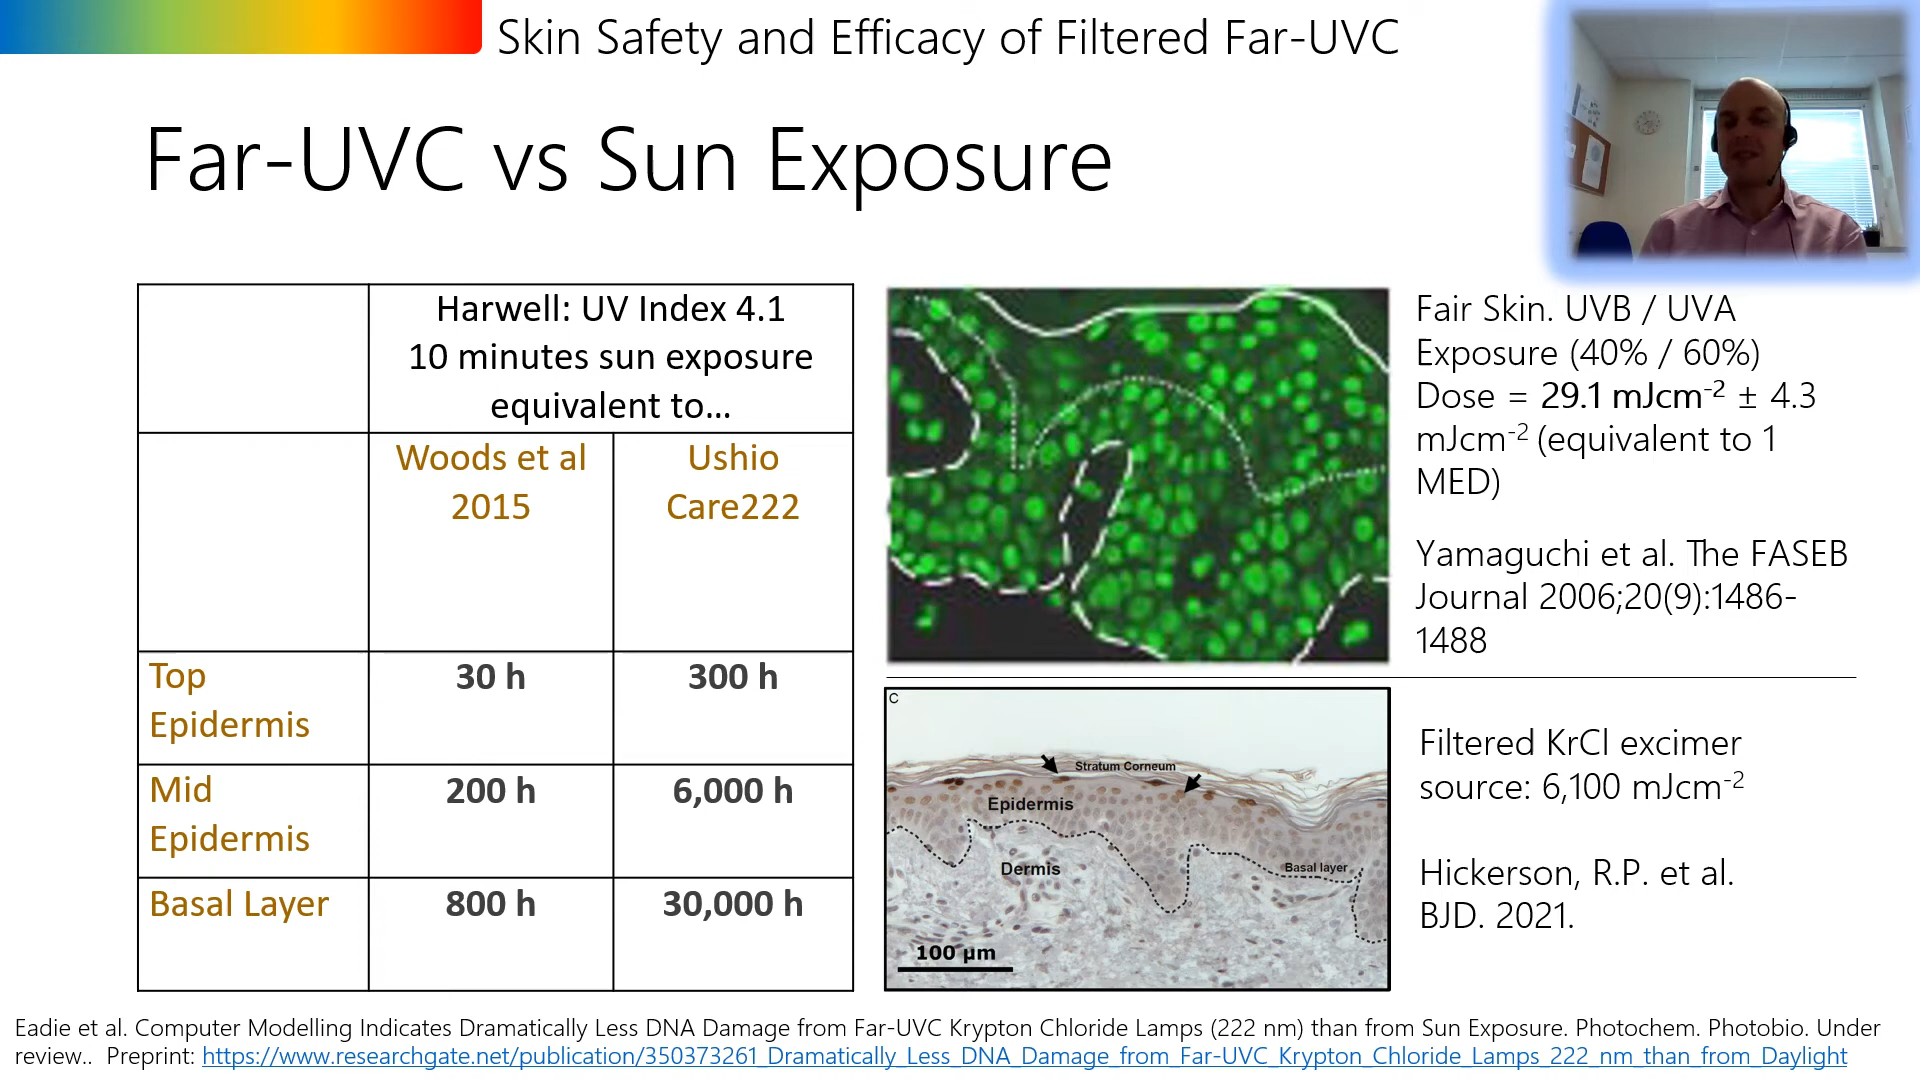 Skin Safety and Efficacy of Filtered Far-UVC
Far-UVC vs Sun Exposure
Harwell: UV Index 4.1
10 minutes sun exposure
equivalent to...
Woods et al
2015
Ushio
Care222
Top
Epidermis
30 h
300 h
Mid
Epidermis
200 h
6,000 h
Basal Layer
800 h
30,000 h
Fair Skin. UVB / UVA
Exposure (40% / 60%)
Dose = 29.1 mJcm-2 ± 4.3
mJcm-2 (equivalent to 1
MED)
Yamaguchi et al. The FASEB
Journal 2006;20(9):1486-
1488
C
Stratum Corneum
Epidermis
Dermis
Basal layer
100 µm
Filtered KrCl excimer
source: 6,100 mJcm-2
Hickerson, R.P. et al.
BJD. 2021.
Eadie et al. Computer Modelling Indicates Dramatically Less DNA Damage from Far-UVC Krypton Chloride Lamps (222 nm) than from Sun Exposure. Photochem. Photobio. Under
review.. Preprint: https://www.researchgate.net/publication/350373261_Dramatically_Less_DNA_Damage_from_Far-UVC_Krypton_Chloride_Lamps_222_nm_than_from_Daylight